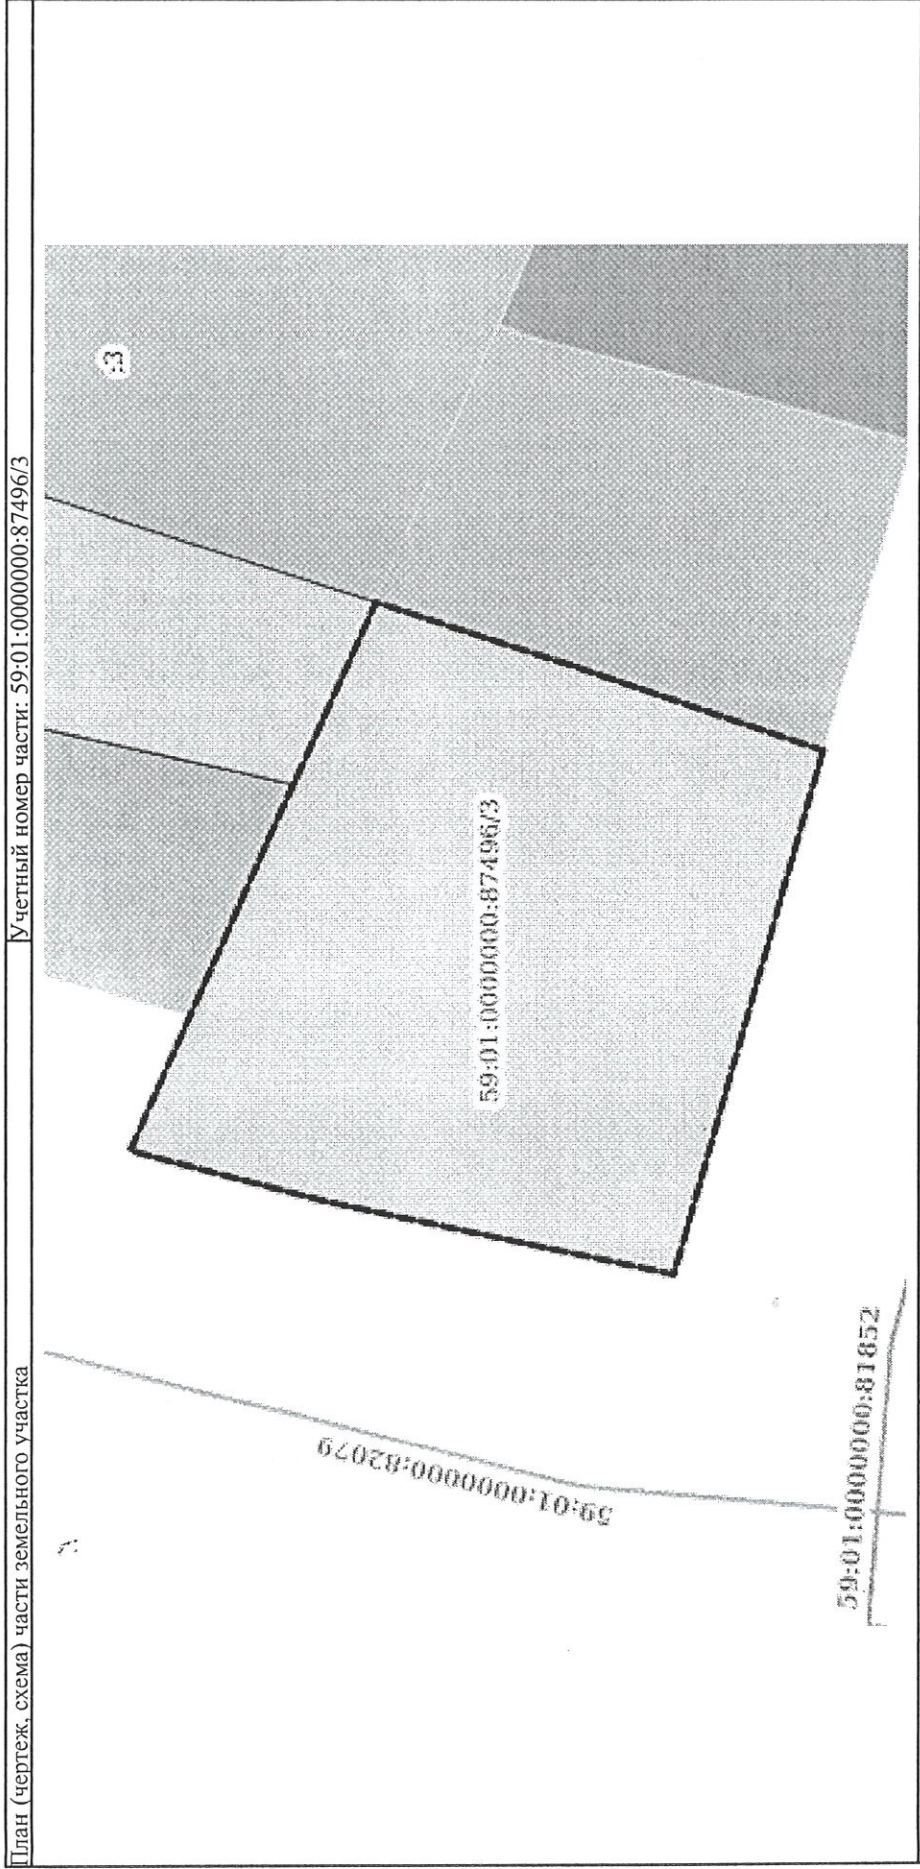 План (чертеж, схема) части земельного участка
Учетный номер части: 59:01:0000000:87496/3
:3
59:01:0000000:87496/3
59:01:0000000:82079
59:01:0000000:81852